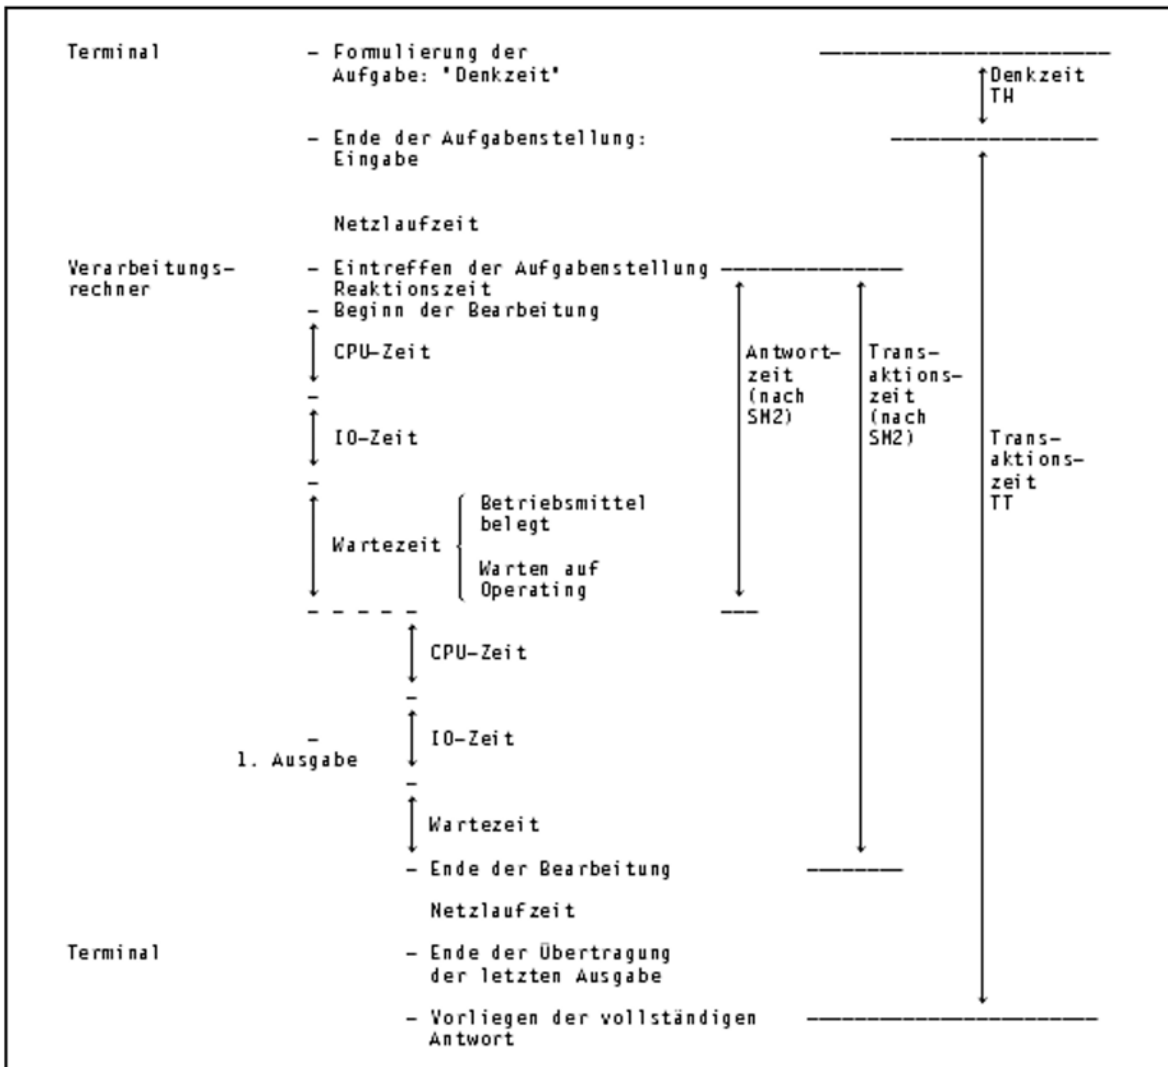 Terminal - Formulierung der
Aufgabe: "Denkzeit"
Denkzeit
TH
- Ende der Aufgabenstellung:
Eingabe
Netzlaufzeit
Verarbeitungs- - Eintreffen der Aufgabenstellung
rechner Reaktionszeit
- Beginn der Bearbeitung
CPU-Zeit
Antwort-
zeit
(nach
SM2)
Trans-
aktions-
zeit
(nach
SM2)
IO-Zeit
Trans-
aktions-
zeit
TT
Wartezeit
Betriebsmittel
belegt
Warten auf
Operating
CPU-Zeit
IO-Zeit
1. Ausgabe
Wartezeit
- Ende der Bearbeitung
Netzlaufzeit
Terminal - Ende der Übertragung
der letzten Ausgabe
- Vorliegen der vollständigen
Antwort